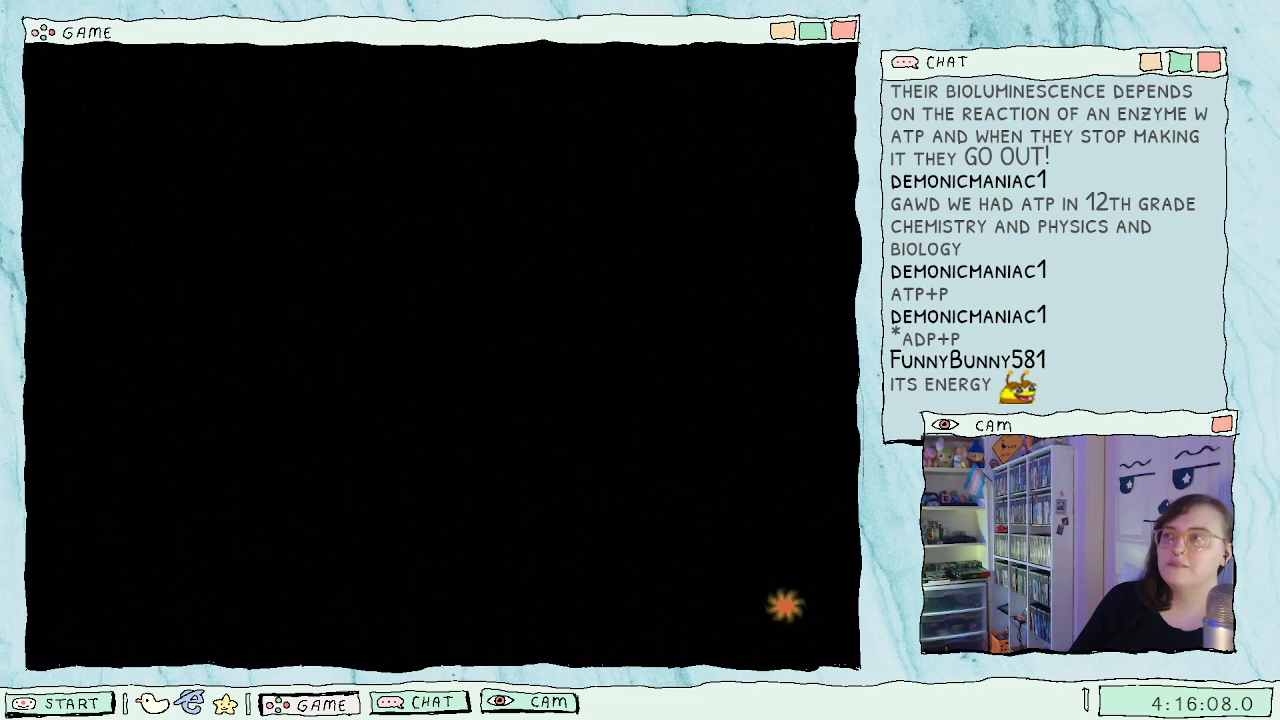 GAME
CHAT
THEIR BIOLUMINESCENCE DEPENDS
ON THE REACTION OF AN ENZYME W
ATP AND WHEN THEY STOP MAKING
IT THEY GO OUT!
DEMONICMANIAC1
GAWD WE HAD ATP IN 12TH GRADE
CHEMISTRY AND PHYSICS AND
BIOLOGY
DEMONICMANIAC1
ATP+P
DEMONICMANIAC1
*ADP+P
FUNNYBUNNY581
ITS ENERGY
CAM
START
GAME
CHAT
CAM
4:16:08.0